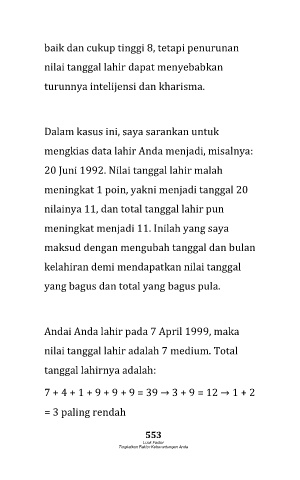 baik dan cukup tinggi 8, tetapi penurunan
nilai tanggal lahir dapat menyebabkan
turunnya intelijensi dan kharisma.
Dalam kasus ini, saya sarankan untuk
mengkias data lahir Anda menjadi, misalnya:
20 Juni 1992. Nilai tanggal lahir malah
meningkat 1 poin, yakni menjadi tanggal 20
nilainya 11, dan total tanggal lahir pun
meningkat menjadi 11. Inilah yang saya
maksud dengan mengubah tanggal dan bulan
kelahiran demi mendapatkan nilai tanggal
yang bagus dan total yang bagus pula.
Andai Anda lahir pada 7 April 1999, maka
nilai tanggal lahir adalah 7 medium. Total
tanggal lahirnya adalah:
7 + 4 + 1 + 9 + 9 + 9 = 39 → 3 + 9 = 12 → 1 + 2
= 3 paling rendah
553
Tingkatkan Faktor Keberuntungan Anda